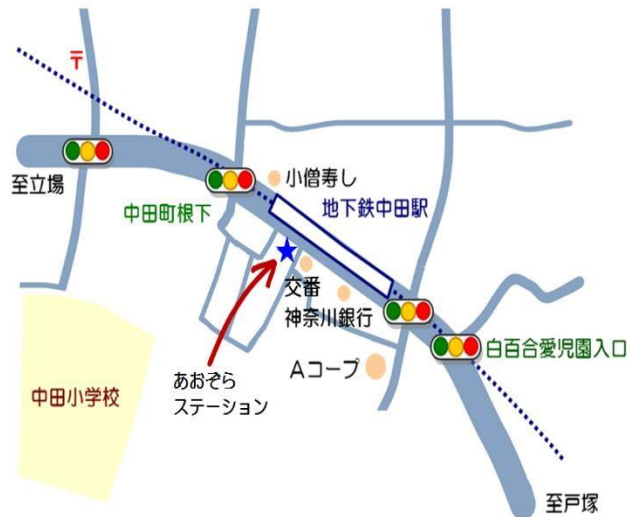 〒
至立場
小僧寿し
中田町根下
地下鉄中田駅
交番
神奈川銀行
白百合愛児園入口
Aコープ
あおぞら
ステーション
中田小学校
至戸塚